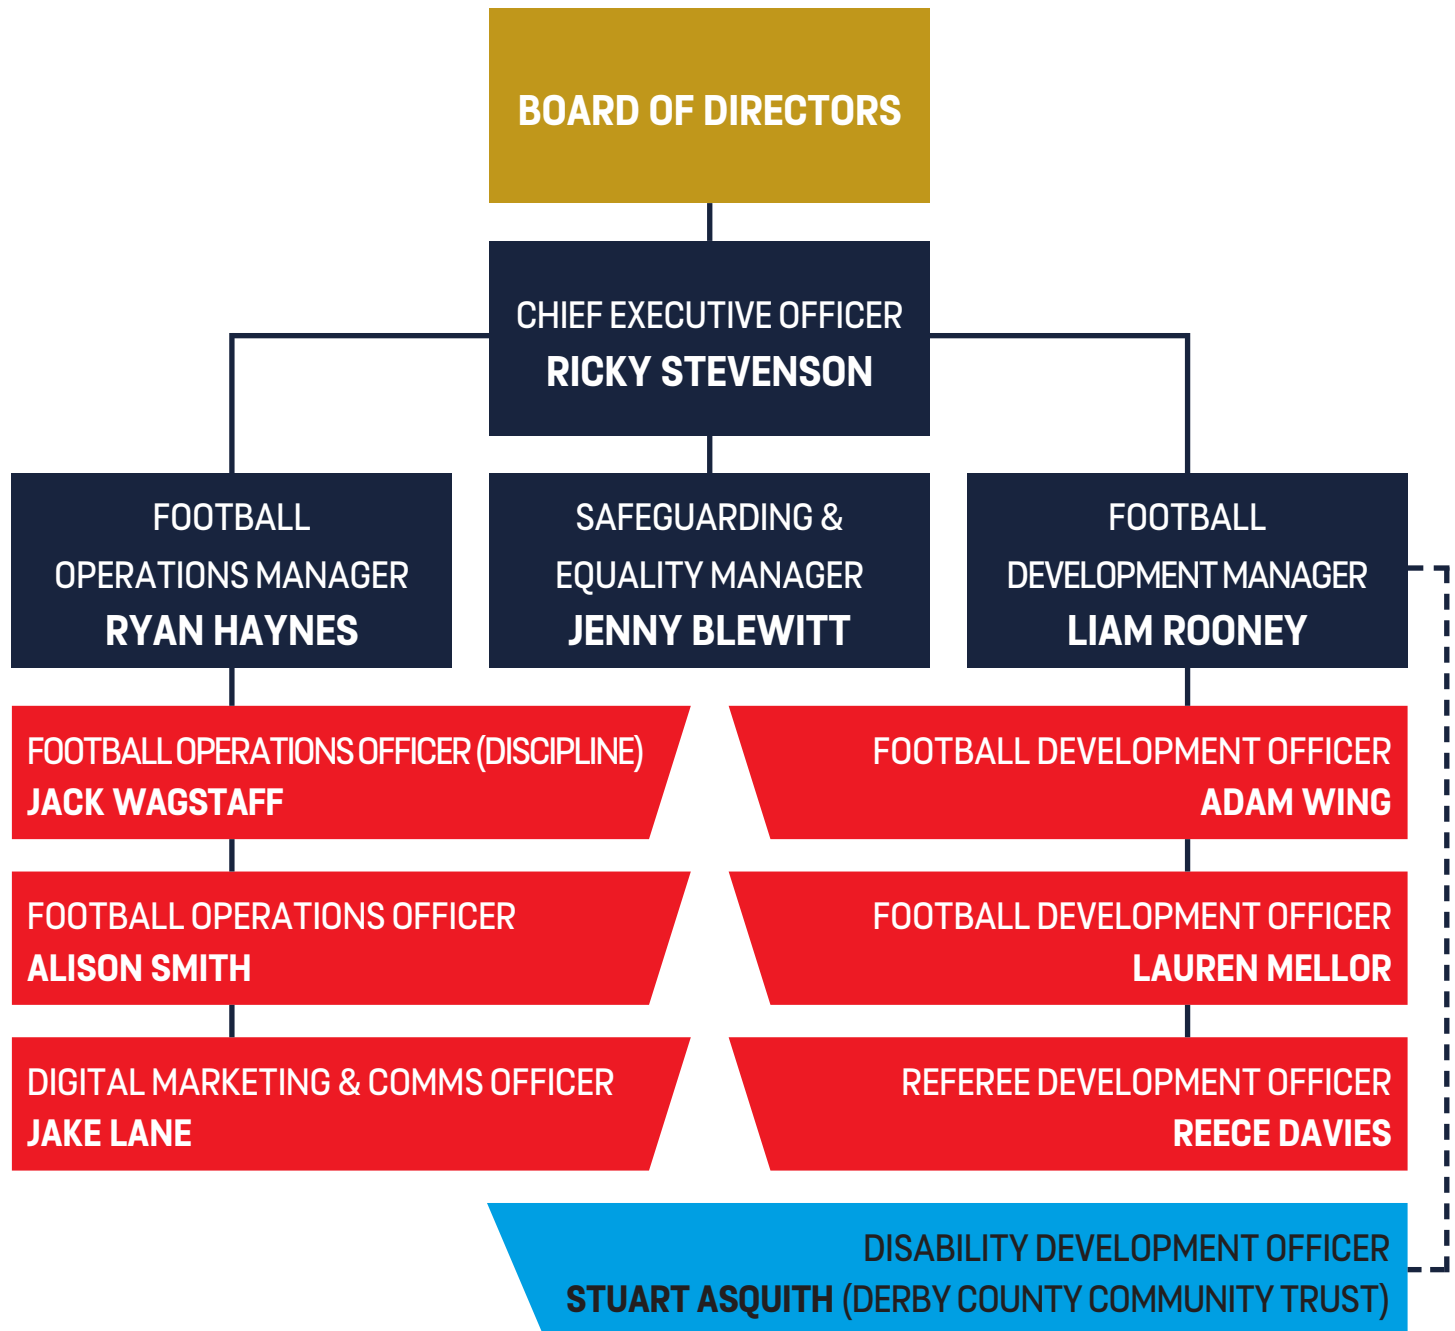 BOARD OF DIRECTORS
CHIEF EXECUTIVE OFFICER
RICKY STEVENSON
FOOTBALL
OPERATIONS MANAGER
RYAN HAYNES
SAFEGUARDING &
EQUALITY MANAGER
JENNY BLEWITT
FOOTBALL
DEVELOPMENT MANAGER
LIAM ROONEY
FOOTBALL OPERATIONS OFFICER (DISCIPLINE)
JACK WAGSTAFF
FOOTBALL OPERATIONS OFFICER
ALISON SMITH
DIGITAL MARKETING & COMMS OFFICER
JAKE LANE
FOOTBALL DEVELOPMENT OFFICER
ADAM WING
FOOTBALL DEVELOPMENT OFFICER
LAUREN MELLOR
REFEREE DEVELOPMENT OFFICER
REECE DAVIES
DISABILITY DEVELOPMENT OFFICER
STUART ASQUITH (DERBY COUNTY COMMUNITY TRUST)